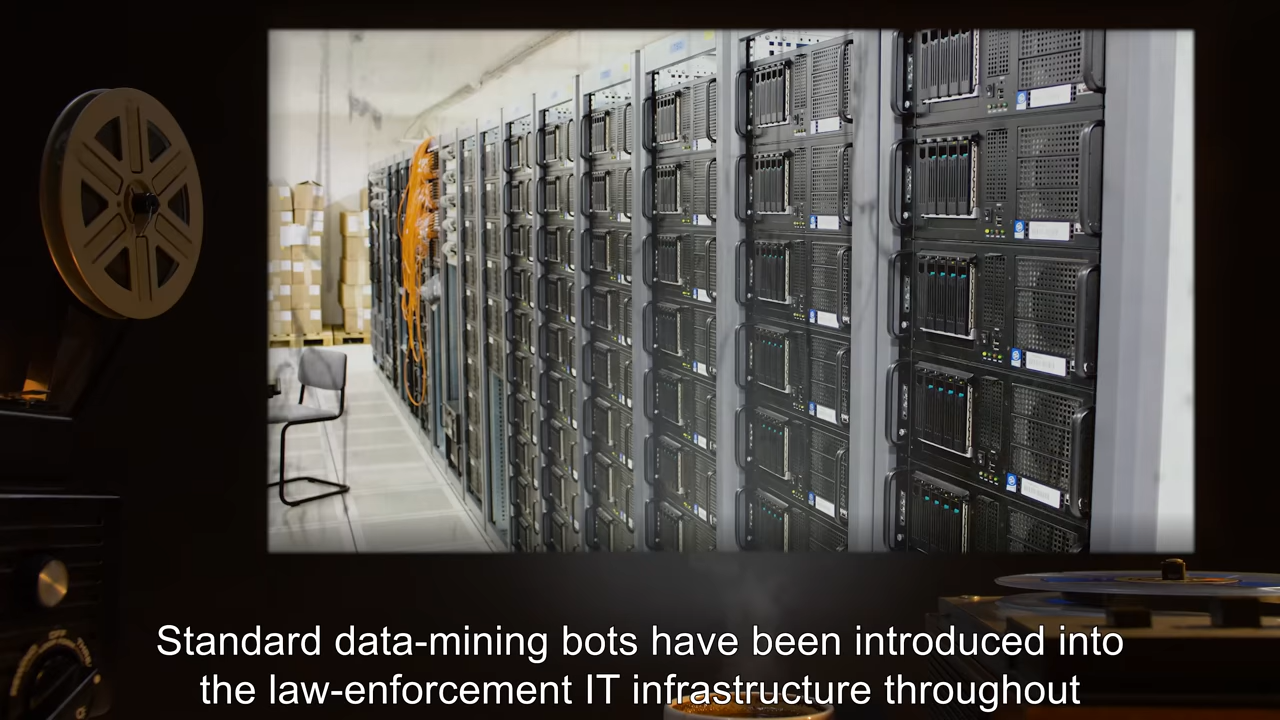 Standard data-mining bots have been introduced into
the law-enforcement IT infrastructure throughout